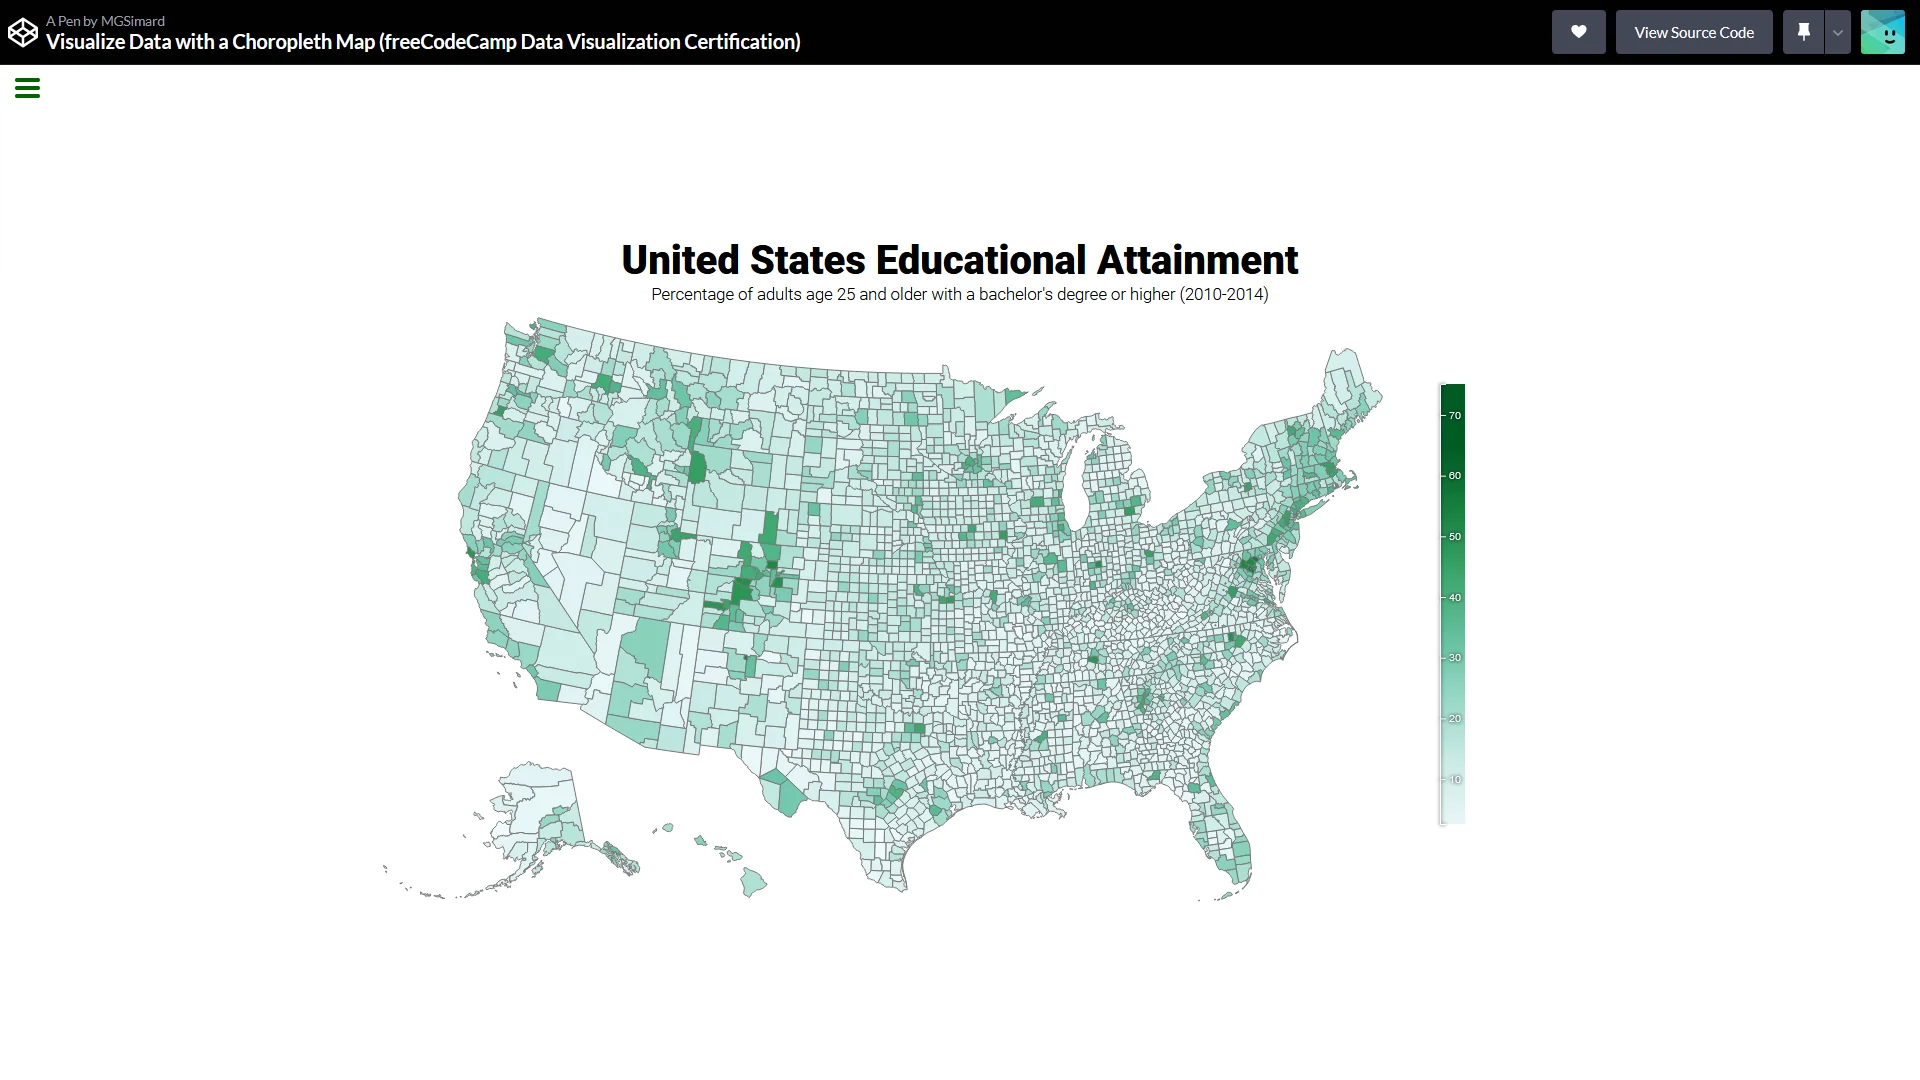 A Pen by MGSimard
Visualize Data with a Choropleth Map (freeCodeCamp Data Visualization Certification)
View Source Code
United States Educational Attainment
Percentage of adults age 25 and older with a bachelor's degree or higher (2010-2014)
70
60
50
40
30
20
10